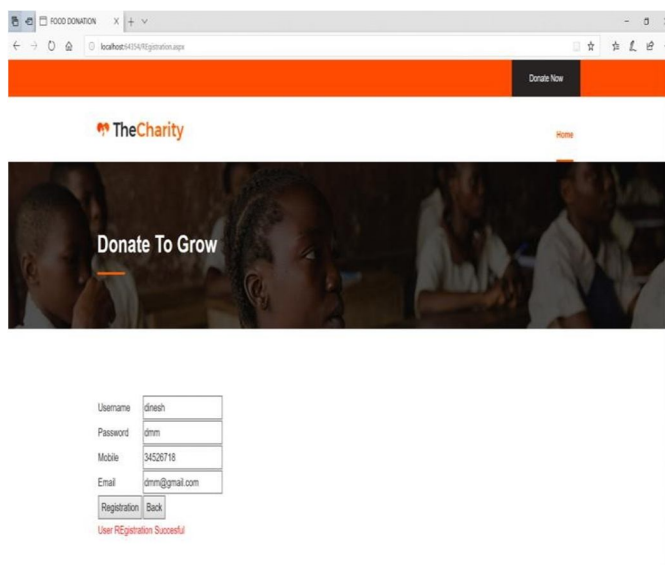 FOOD DONATION
localhost:64354/REgistration.aspx
Donate Now
TheCharity
Home
Donate To Grow
Username dinesh
Password dmm
Mobile 34526718
Email dmm@gmail.com
Registration Back
User REgistration Succesful